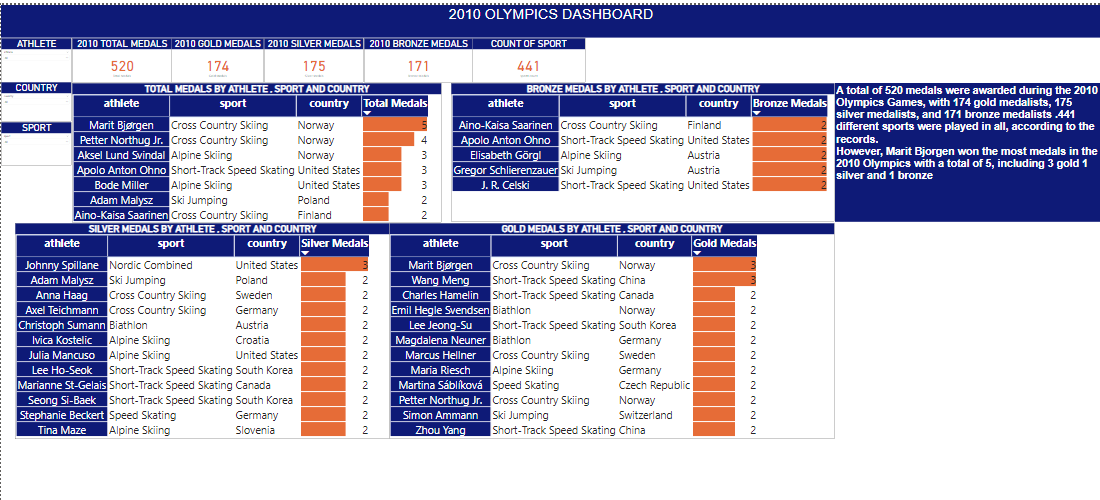 2010 OLYMPICS DASHBOARD
ATHLETE
2010 TOTAL MEDALS 2010 GOLD MEDALS 2010 SILVER MEDALS 2010 BRONZE MEDALS COUNT OF SPORT
520 174 175 171 441
COUNTRY
SPORT
TOTAL MEDALS BY ATHLETE . SPORT AND COUNTRY
athlete sport country Total Medals
Marit Bjørgen Cross Country Skiing Norway 5
Petter Northug Jr. Cross Country Skiing Norway 4
Aksel Lund Svindal Alpine Skiing Norway 3
Apolo Anton Ohno Short-Track Speed Skating United States 3
Bode Miller Alpine Skiing United States 3
Adam Malysz Ski Jumping Poland 2
Aino-Kaisa Saarinen Cross Country Skiing Finland 2
BRONZE MEDALS BY ATHLETE . SPORT AND COUNTRY
athlete sport country Bronze Medals
Aino-Kaisa Saarinen Cross Country Skiing Finland 2
Apolo Anton Ohno Short-Track Speed Skating United States 2
Elisabeth Görgl Alpine Skiing Austria 2
Gregor Schlierenzauer Ski Jumping Austria 2
J. R. Celski Short-Track Speed Skating United States 2
A total of 520 medals were awarded during the 2010
Olympics Games, with 174 gold medalists, 175
silver medalists, and 171 bronze medalists .441
different sports were played in all, according to the
records.
However, Marit Bjorgen won the most medals in the
2010 Olympics with a total of 5, including 3 gold 1
silver and 1 bronze
SILVER MEDALS BY ATHLETE . SPORT AND COUNTRY
athlete sport country Silver Medals
Johnny Spillane Nordic Combined United States 3
Adam Malysz Ski Jumping Poland 2
Anna Haag Cross Country Skiing Sweden 2
Axel Teichmann Cross Country Skiing Germany 2
Christoph Sumann Biathlon Austria 2
Ivica Kostelic Alpine Skiing Croatia 2
Julia Mancuso Alpine Skiing United States 2
Lee Ho-Seok Short-Track Speed Skating South Korea 2
Marianne St-Gelais Short-Track Speed Skating Canada 2
Seong Si-Baek Short-Track Speed Skating South Korea 2
Stephanie Beckert Speed Skating Germany 2
Tina Maze Alpine Skiing Slovenia 2
GOLD MEDALS BY ATHLETE . SPORT AND COUNTRY
athlete sport country Gold Medals
Marit Bjørgen Cross Country Skiing Norway 3
Wang Meng Short-Track Speed Skating China 3
Charles Hamelin Short-Track Speed Skating Canada 2
Emil Hegle Svendsen Biathlon Norway 2
Lee Jeong-Su Short-Track Speed Skating South Korea 2
Magdalena Neuner Biathlon Germany 2
Marcus Hellner Cross Country Skiing Sweden 2
Maria Riesch Alpine Skiing Germany 2
Martina Sáblíková Speed Skating Czech Republic 2
Petter Northug Jr. Cross Country Skiing Norway 2
Simon Ammann Ski Jumping Switzerland 2
Zhou Yang Short-Track Speed Skating China 2